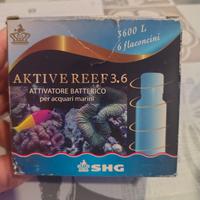 3600 L
6 flaconcini
AKTIVE REEF 3.6
ATTIVATORE BATTERICO
per acquari marini
SHG